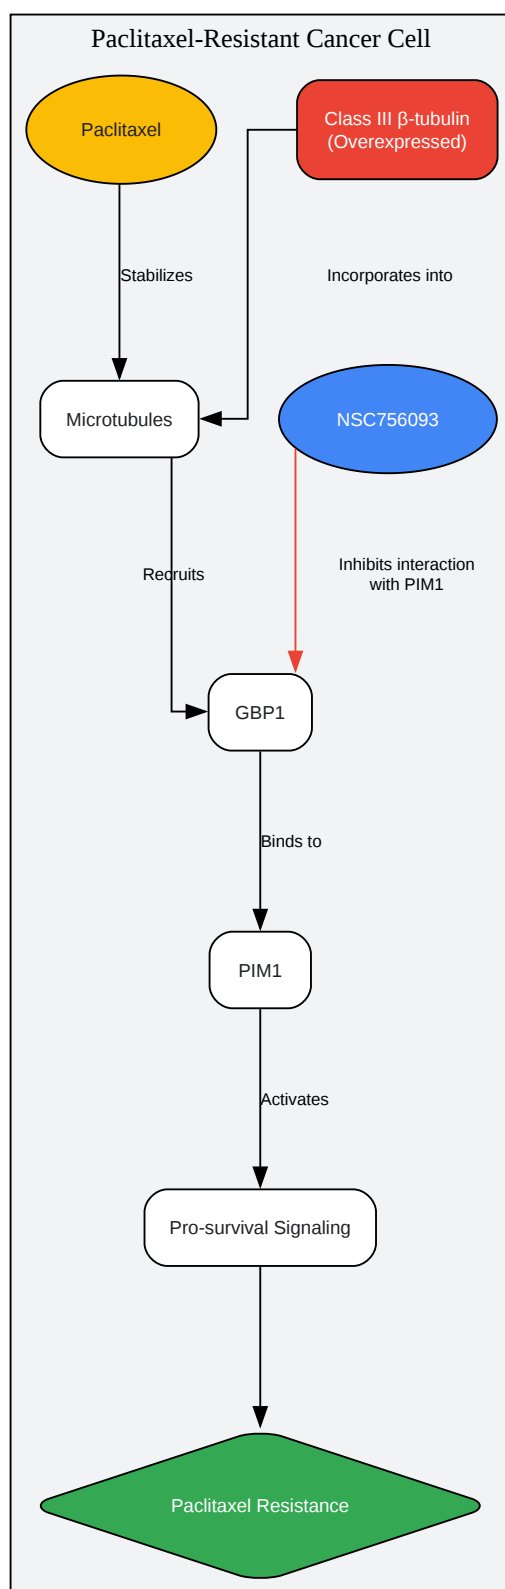 Paclitaxel-Resistant Cancer Cell
Paclitaxel
Class III β-tubulin
(Overexpressed)
Stabilizes
Incorporates into
Microtubules
NSC756093
Recruits
Inhibits interaction
with PIM1
GBP1
Binds to
PIM1
Activates
Pro-survival Signaling
Paclitaxel Resistance